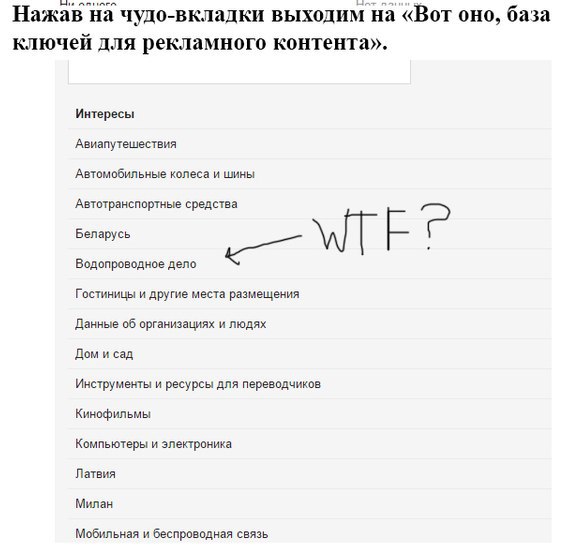 Ни одного
Нет данных
Нажав на чудо-вкладки выходим на «Вот оно, база
ключей для рекламного контента».
Интересы
Авиапутешествия
Автомобильные колеса и шины
Автотранспортные средства
Беларусь
WTF?
Водопроводное дело
Гостиницы и другие места размещения
Данные об организациях и людях
Дом и сад
Инструменты и ресурсы для переводчиков
Кинофильмы
Компьютеры и электроника
Латвия
Милан
Мобильная и беспроводная связь